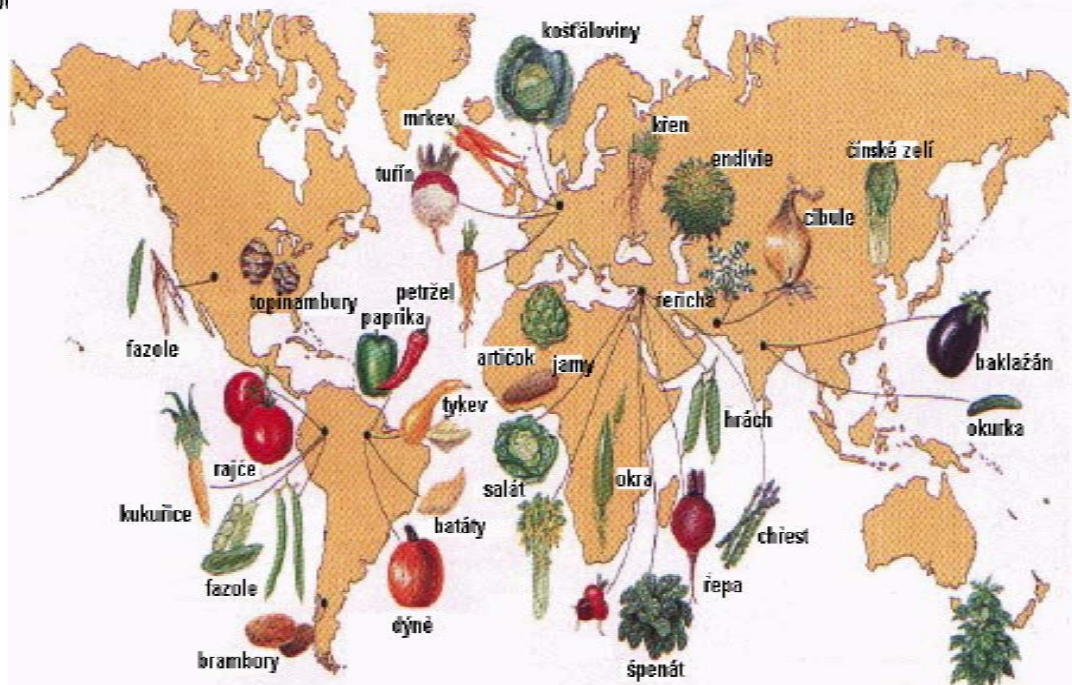 košťáloviny
mrkev
křen
endivie
čínské zelí
tuřín
cibule
petržel
topinambury
řeřicha
paprika
fazole
artičok
jamy
baklažán
tykev
hrách
okurka
rajče
salát
okra
kukuřice
batáty
chřest
fazole
řepa
dýně
brambory
špenát